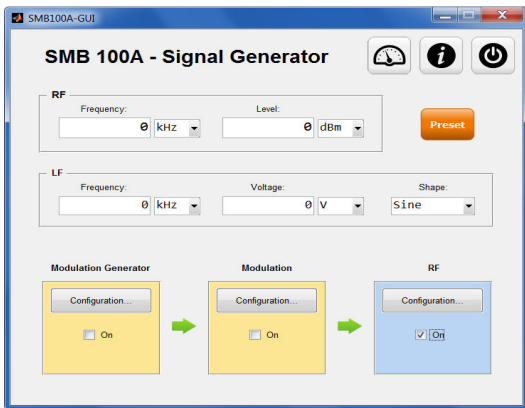 SMB100A-GUI
SMB 100A - Signal Generator
i
RF
Frequency: Level:
0 kHz 0 dBm
Preset
LF
Frequency: Voltage: Shape:
0 kHz 0 V Sine
Modulation Generator Modulation RF
Configuration... Configuration... Configuration...
On On On